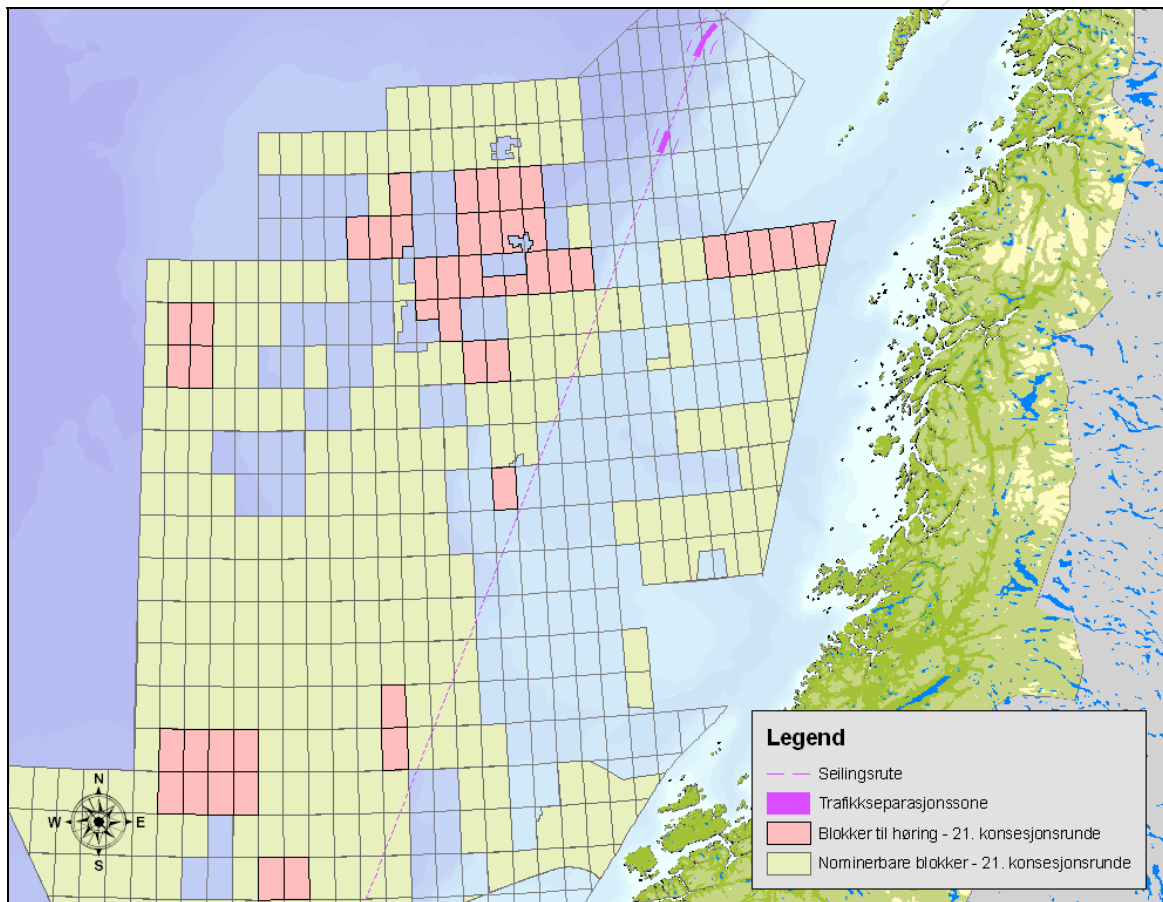 Legend
Seilingsrute
Trafikkseparasjonssone
Blokker til høring - 21. konsesjonsrunde
Nominerbare blokker - 21. konsesjonsrunde
N
W E
S